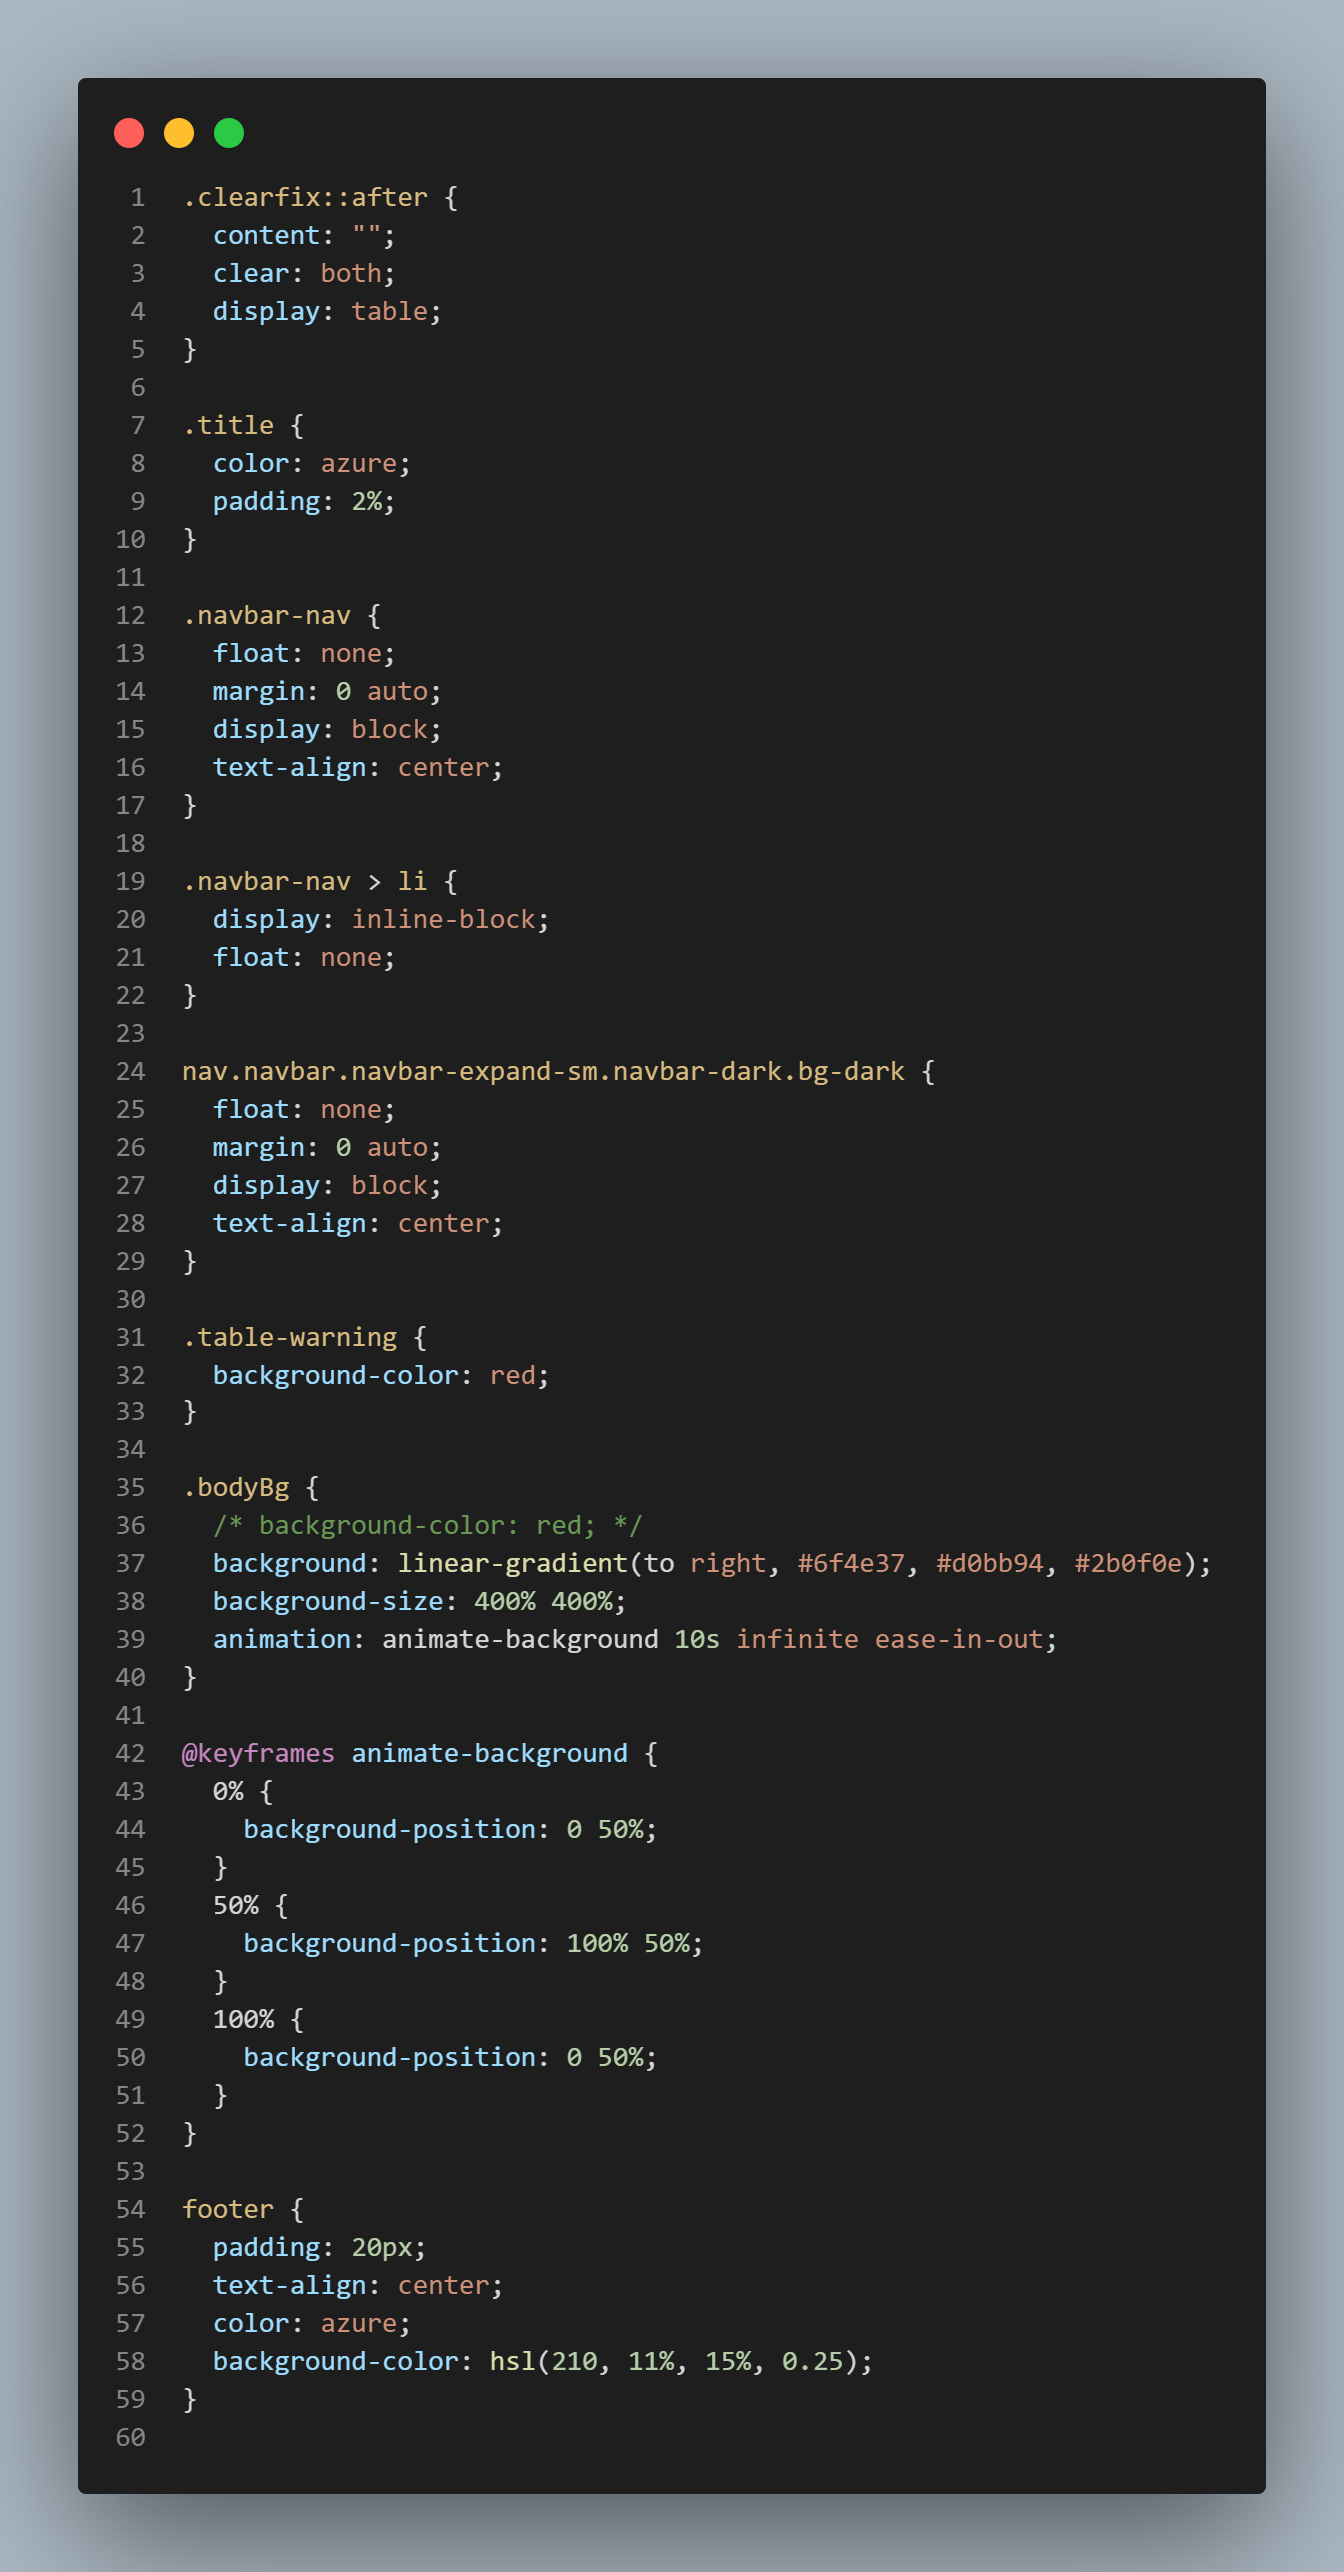 1 .clearfix::after {
2   content: "";
3   clear: both;
4   display: table;
5 }
6
7 .title {
8   color: azure;
9   padding: 2%;
10 }
11
12 .navbar-nav {
13   float: none;
14   margin: 0 auto;
15   display: block;
16   text-align: center;
17 }
18
19 .navbar-nav > li {
20   display: inline-block;
21   float: none;
22 }
23
24 nav.navbar.navbar-expand-sm.navbar-dark.bg-dark {
25   float: none;
26   margin: 0 auto;
27   display: block;
28   text-align: center;
29 }
30
31 .table-warning {
32   background-color: red;
33 }
34
35 .bodyBg {
36   /* background-color: red; */
37   background: linear-gradient(to right, #6f4e37, #d0bb94, #2b0f0e);
38   background-size: 400% 400%;
39   animation: animate-background 10s infinite ease-in-out;
40 }
41
42 @keyframes animate-background {
43   0% {
44     background-position: 0 50%;
45   }
46   50% {
47     background-position: 100% 50%;
48   }
49   100% {
50     background-position: 0 50%;
51   }
52 }
53
54 footer {
55   padding: 20px;
56   text-align: center;
57   color: azure;
58   background-color: hsl(210, 11%, 15%, 0.25);
59 }
60